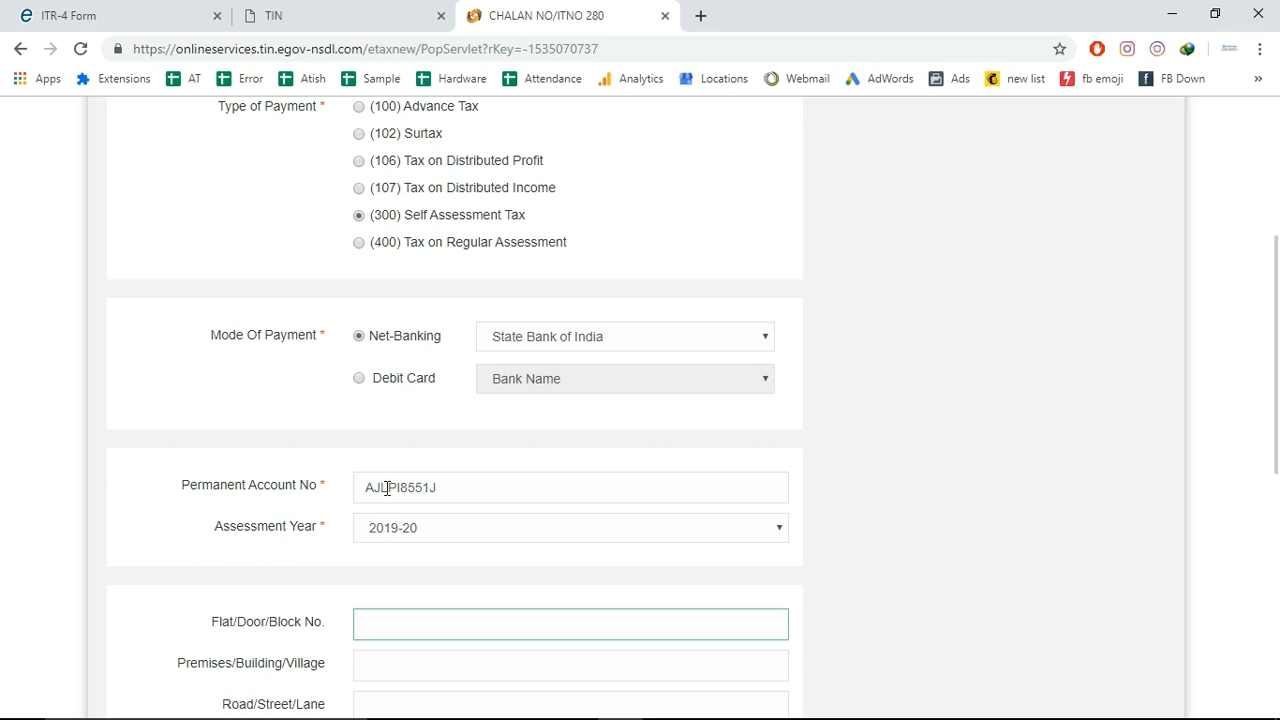 ITR-4 Form
TIN
CHALAN NO/ITNO 280
https://onlineservices.tin.egov-nsdl.com/etaxnew/PopServlet?rKey=-1535070737
Apps Extensions AT Error Atish Sample Hardware Attendance Analytics Locations Webmail AdWords Ads new list fb emoji FB Down »
Type of Payment * (100) Advance Tax
(102) Surtax
(106) Tax on Distributed Profit
(107) Tax on Distributed Income
(300) Self Assessment Tax
(400) Tax on Regular Assessment
Mode Of Payment * Net-Banking State Bank of India
Debit Card Bank Name
Permanent Account No * AJLPI8551J
Assessment Year * 2019-20
Flat/Door/Block No.
Premises/Building/Village
Road/Street/Lane